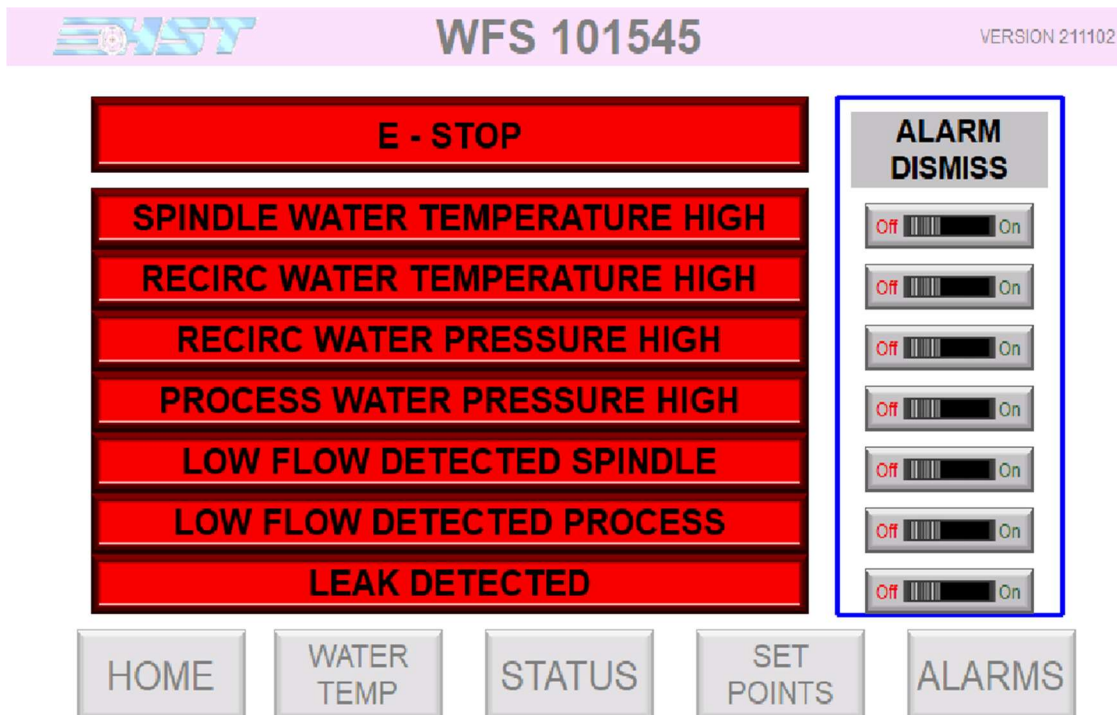 HST
WFS 101545
VERSION 211102
E - STOP
ALARM
DISMISS
SPINDLE WATER TEMPERATURE HIGH
Off On
RECIRC WATER TEMPERATURE HIGH
Off On
RECIRC WATER PRESSURE HIGH
Off On
PROCESS WATER PRESSURE HIGH
Off On
LOW FLOW DETECTED SPINDLE
Off On
LOW FLOW DETECTED PROCESS
Off On
LEAK DETECTED
Off On
HOME
WATER
TEMP
STATUS
SET
POINTS
ALARMS